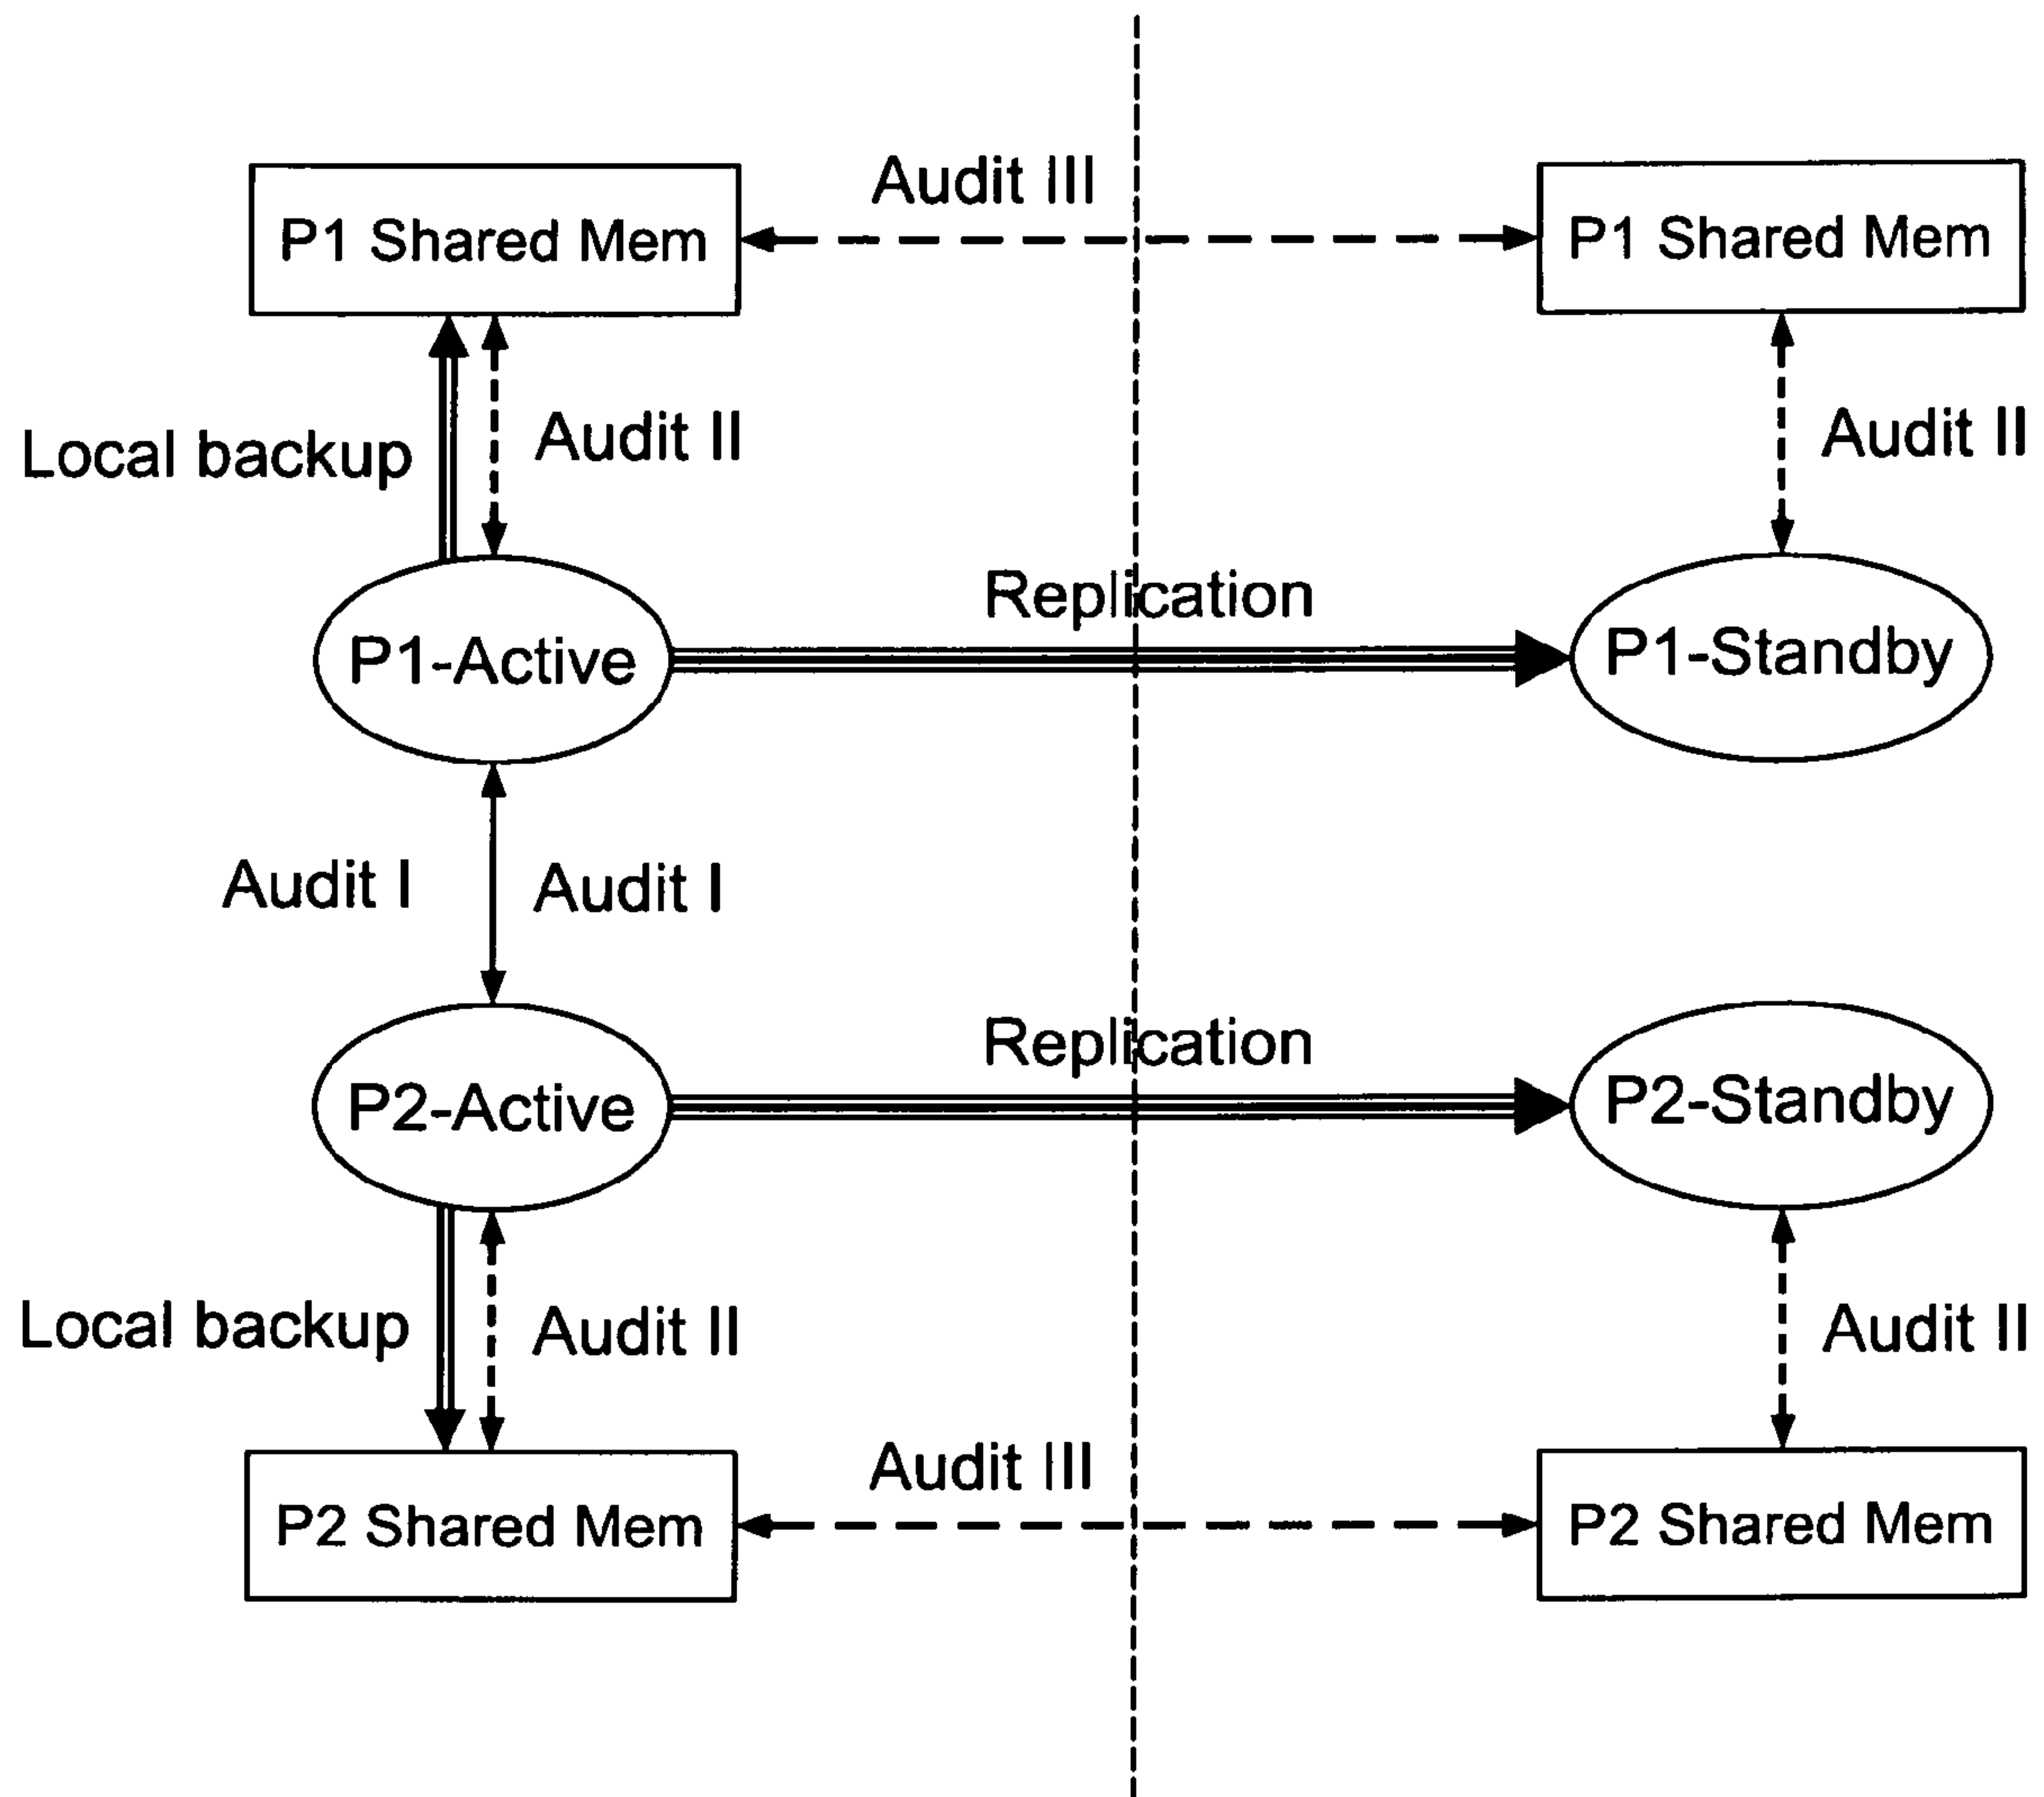 Audit III
P1 Shared Mem
P1 Shared Mem
Local backup
Audit II
Audit II
Replication
P1-Active
P1-Standby
Audit I
Audit I
Replication
P2-Active
P2-Standby
Local backup
Audit II
Audit II
Audit III
P2 Shared Mem
P2 Shared Mem